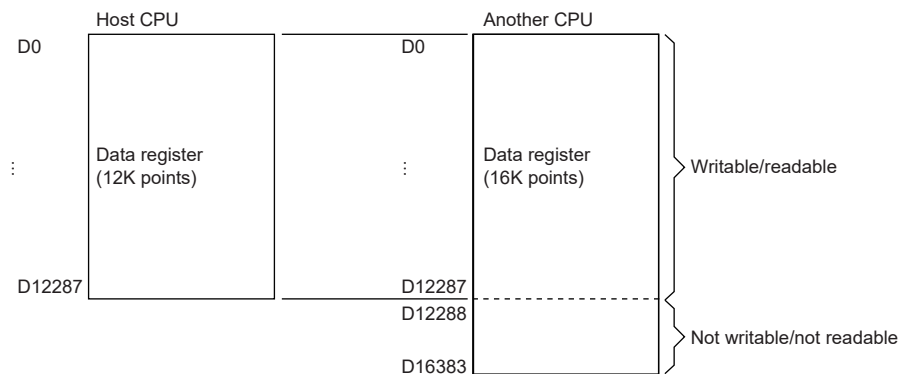 Host CPU
Another CPU
D0
D0
⋮
Data register
(12K points)
⋮
Data register
(16K points)
Writable/readable
D12287
D12287
D12288
Not writable/not readable
D16383